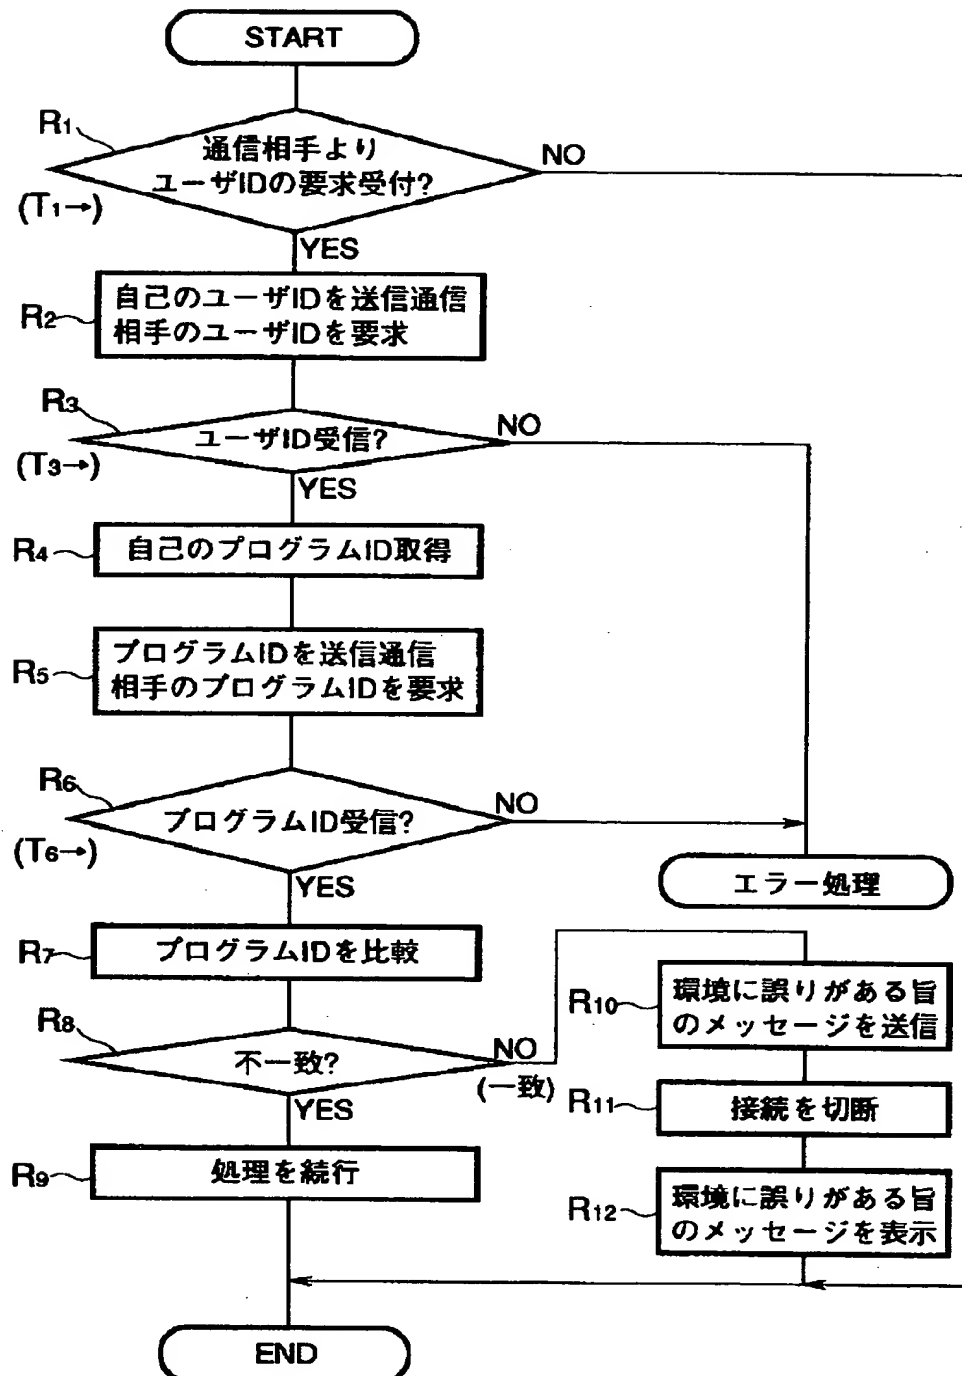 START
R1
通信相手より
ユーザIDの要求受付?
NO
(T1→)
YES
R2
自己のユーザIDを送信通信
相手のユーザIDを要求
R3
ユーザID受信?
NO
(T3→)
YES
R4
自己のプログラムID取得
R5
プログラムIDを送信通信
相手のプログラムIDを要求
R6
プログラムID受信?
NO
(T6→)
YES
エラー処理
R7
プログラムIDを比較
R8
不一致?
NO
(一致)
YES
R9
処理を続行
R10
環境に誤りがある旨
のメッセージを送信
R11
接続を切断
R12
環境に誤りがある旨
のメッセージを表示
END